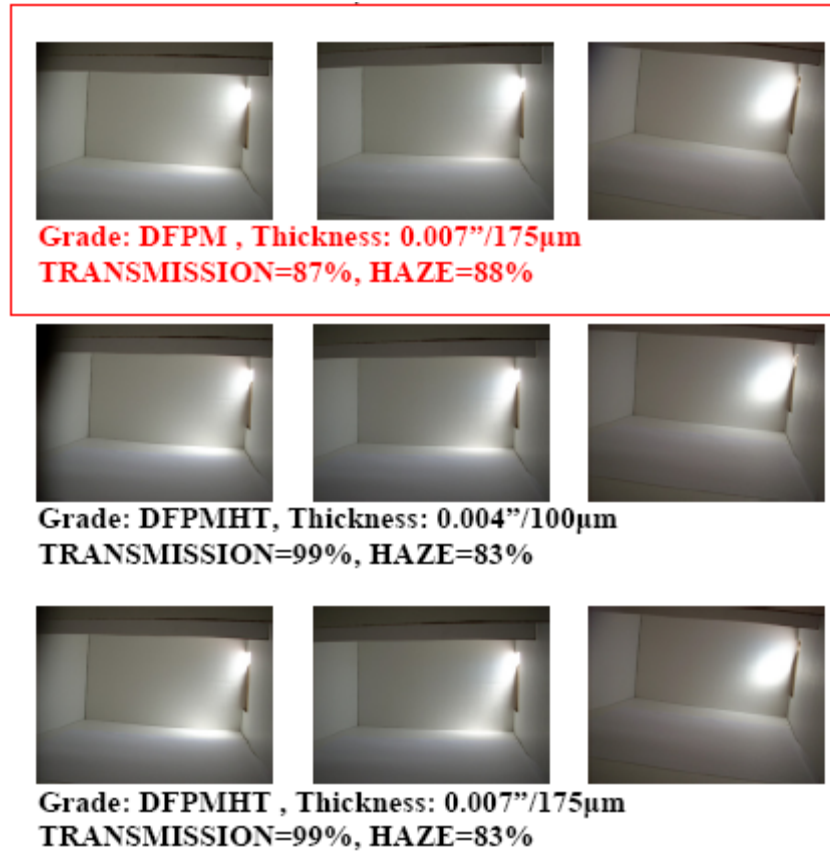 Grade: DFPM , Thickness: 0.007”/175μm
TRANSMISSION=87%, HAZE=88%
Grade: DFPMHT, Thickness: 0.004”/100μm
TRANSMISSION=99%, HAZE=83%
Grade: DFPMHT , Thickness: 0.007”/175μm
TRANSMISSION=99%, HAZE=83%